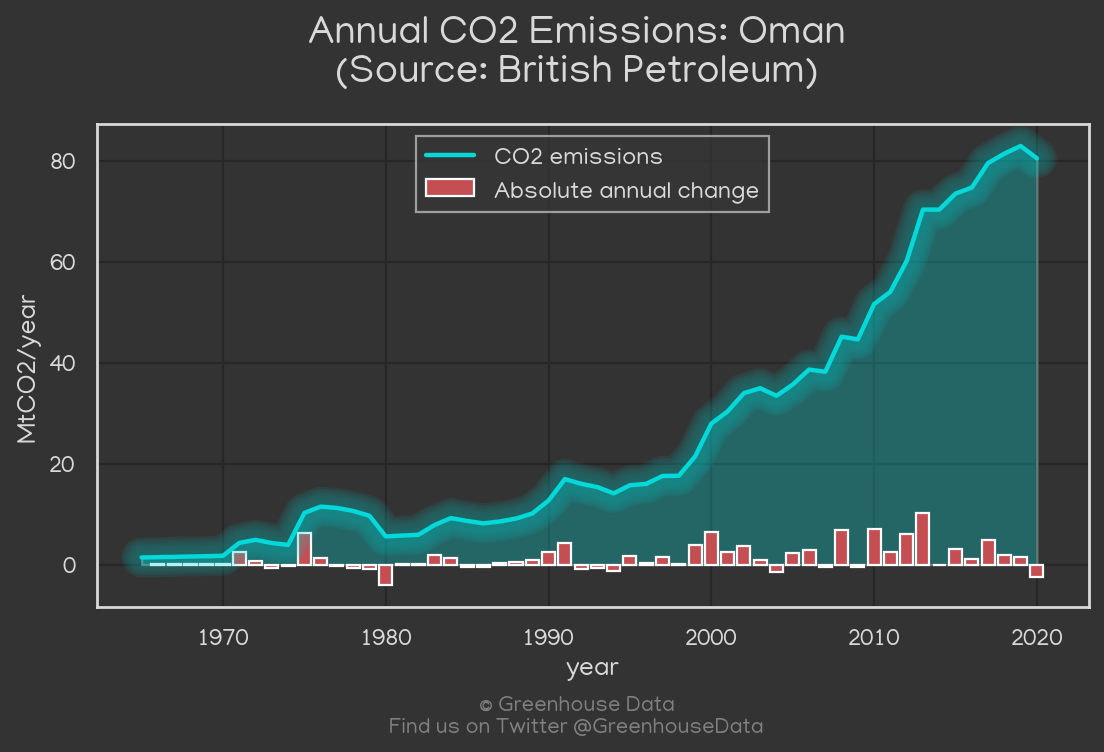 Annual CO2 Emissions: Oman
(Source: British Petroleum)
CO2 emissions
Absolute annual change
MtCO2/year
80
60
40
20
0
1970 1980 1990 2000 2010 2020
year
© Greenhouse Data
Find us on Twitter @GreenhouseData